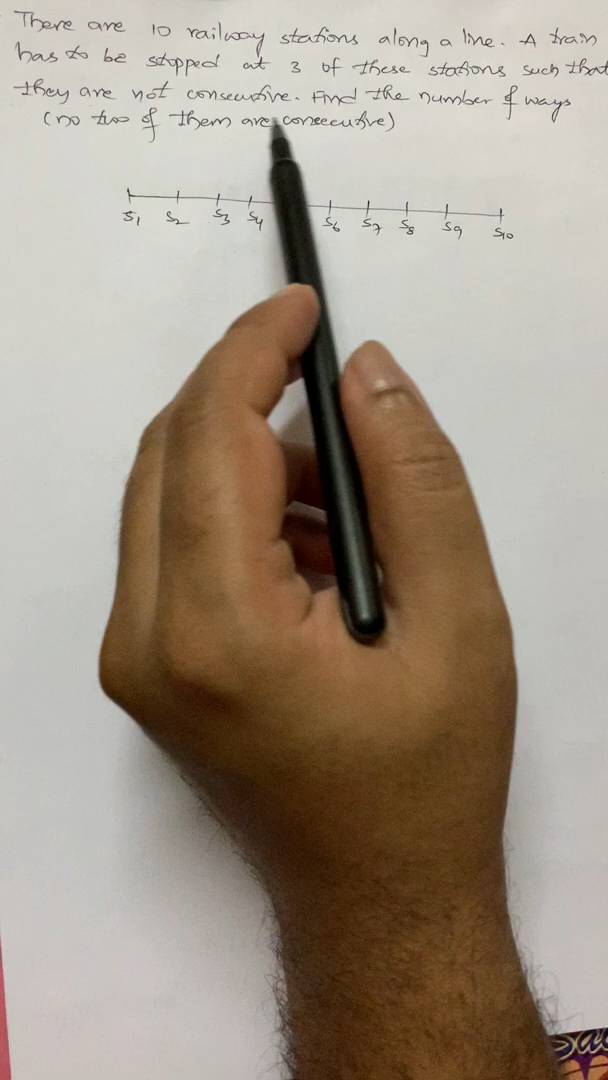 There are 10 railway stations along a line. A train
has to be stopped at 3 of these stations such that
they are not consecutive. Find the number of ways
(no two of them are consecutive)
S1 S2 S3 S4 S6 S7 S8 S9 S10